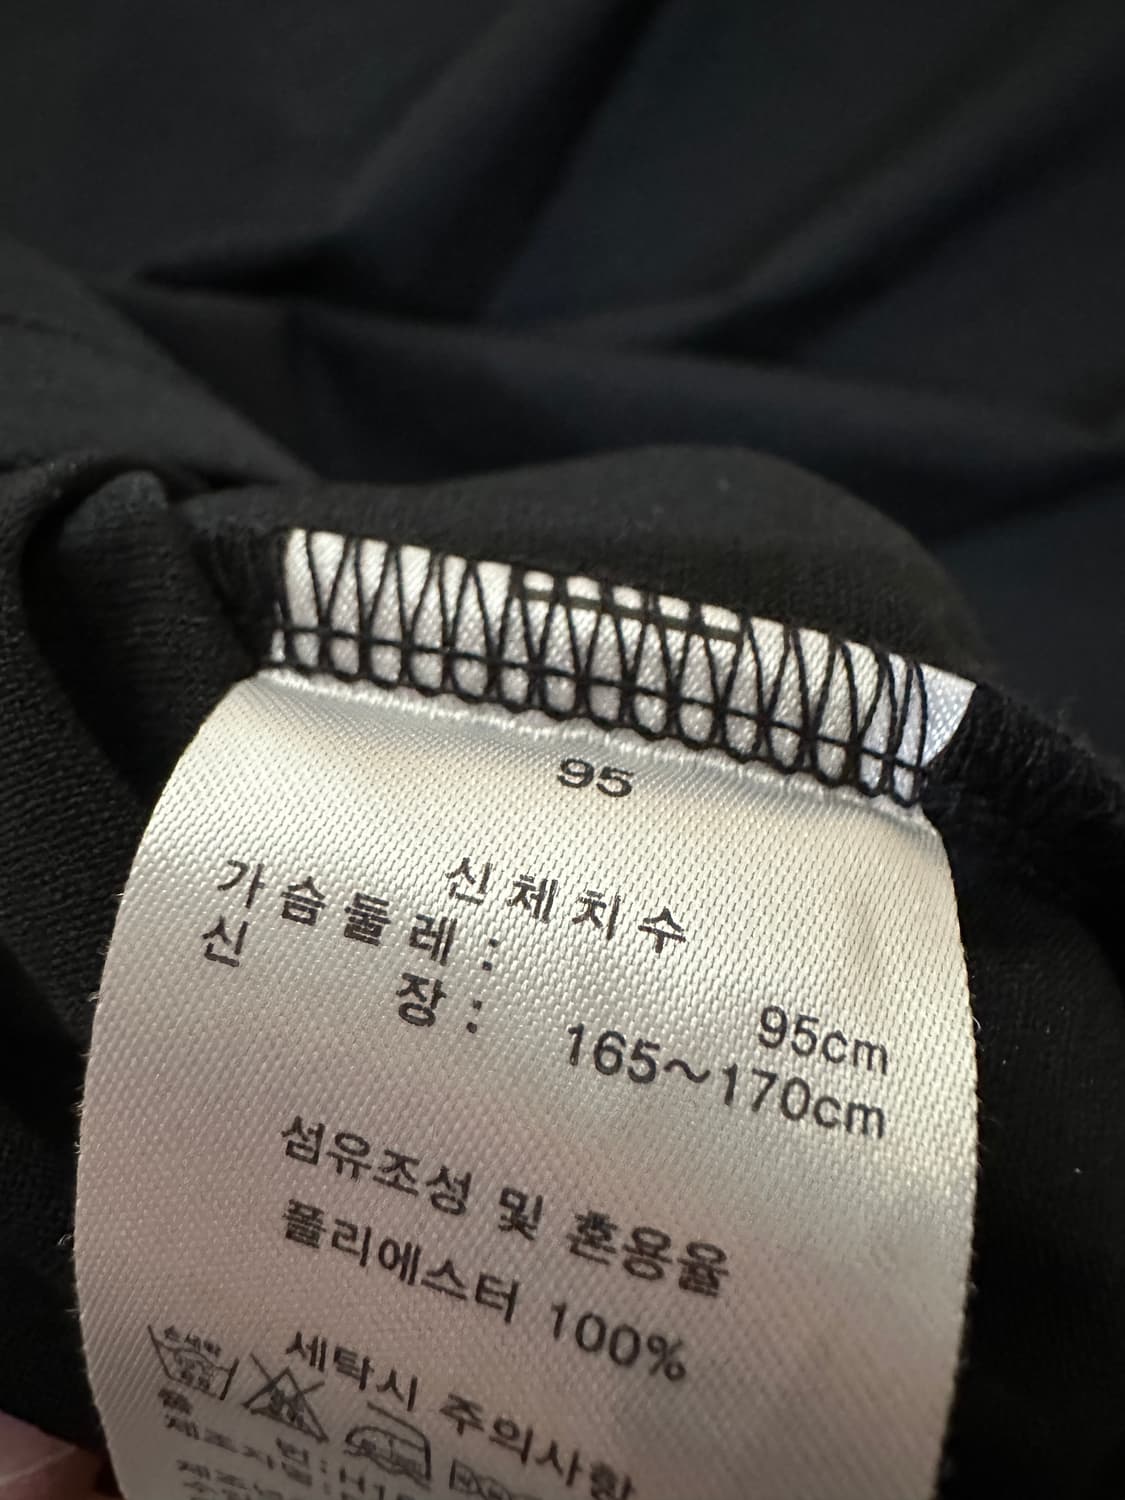 95
신체치수
가슴둘레: 95cm
신 장: 165~170cm
섬유조성 및 혼용율
폴리에스터 100%
세탁시 주의사항